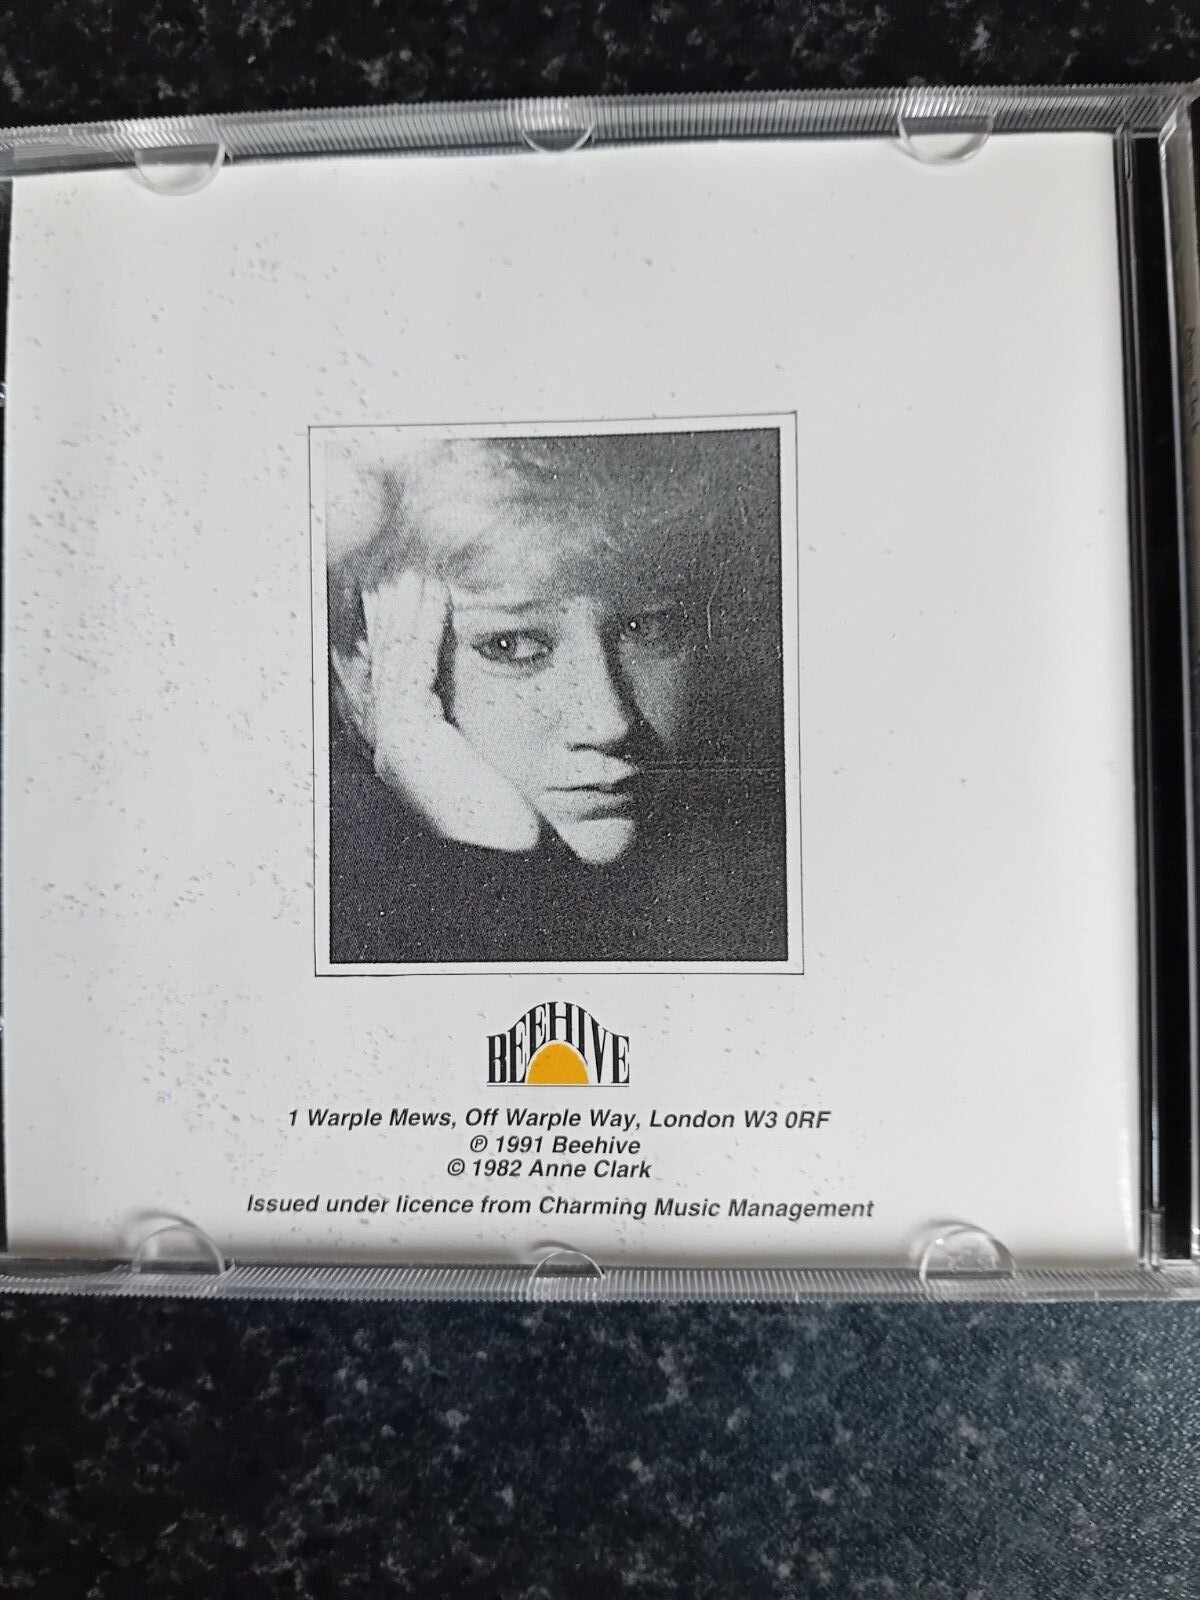 BEEHIVE
1 Warple Mews, Off Warple Way, London W3 0RF
℗ 1991 Beehive
© 1982 Anne Clark
Issued under licence from Charming Music Management